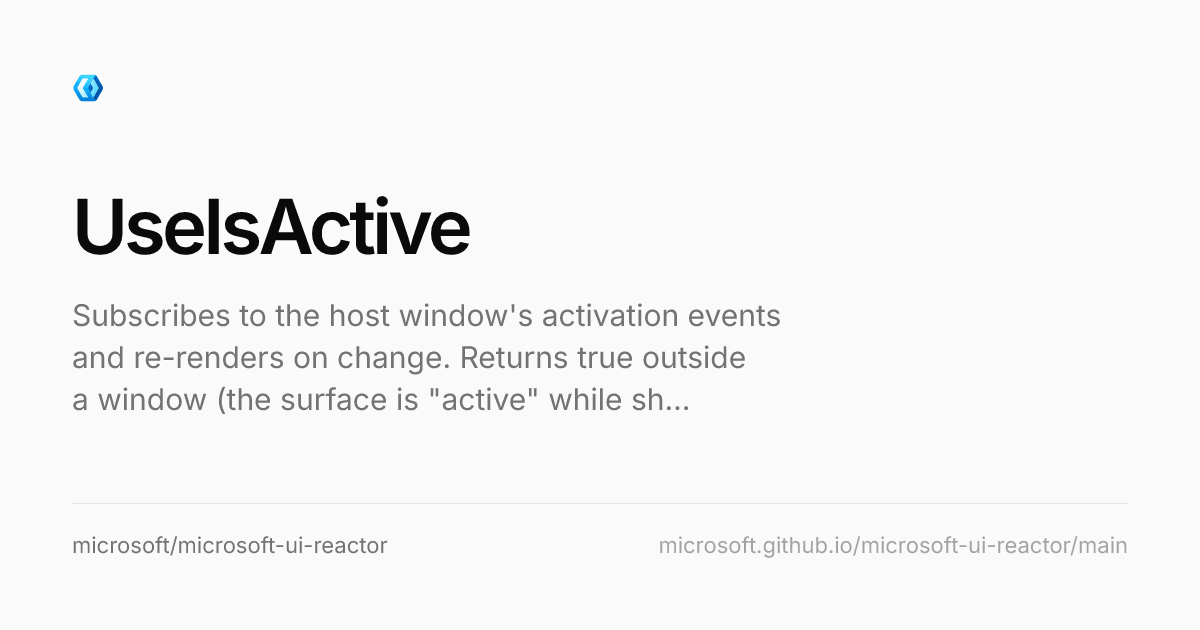 UseIsActive
Subscribes to the host window's activation events
and re-renders on change. Returns true outside
a window (the surface is "active" while sh...
microsoft/microsoft-ui-reactor
microsoft.github.io/microsoft-ui-reactor/main